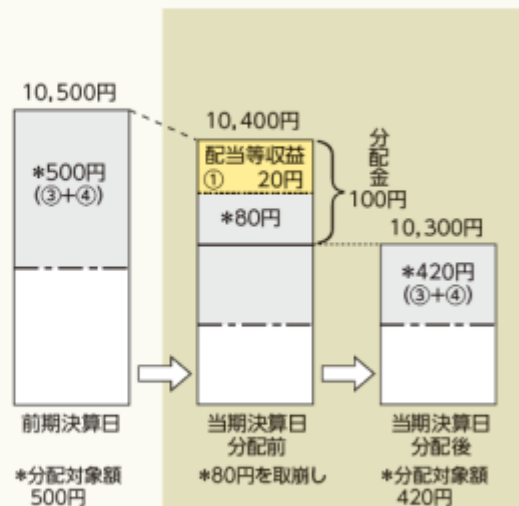 10,500円
*500円
(③+④)
前期決算日
*分配対象額
500円
10,400円
配当等収益
① 20円
*80円
分配金
100円
当期決算日
分配前
*80円を取崩し
10,300円
*420円
(③+④)
当期決算日
分配後
*分配対象額
420円